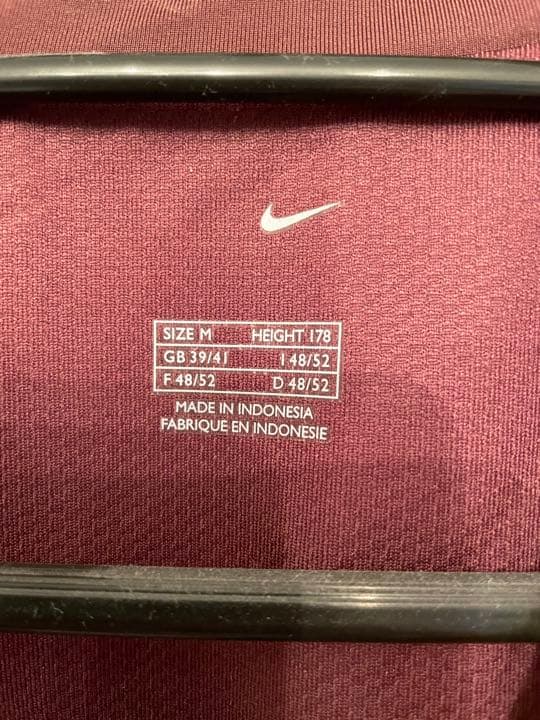 SIZE M HEIGHT 178
GB 39/41 I 48/52
F 48/52 D 48/52
MADE IN INDONESIA
FABRIQUE EN INDONESIE